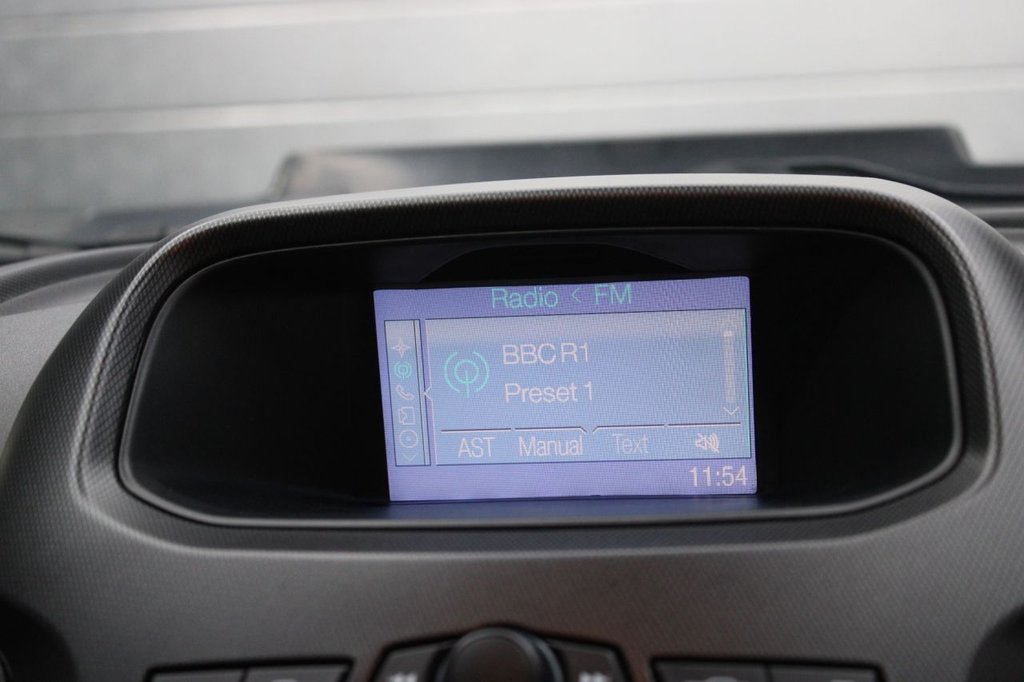 Radio < FM
BBC R1
Preset 1
AST Manual Text
11:54